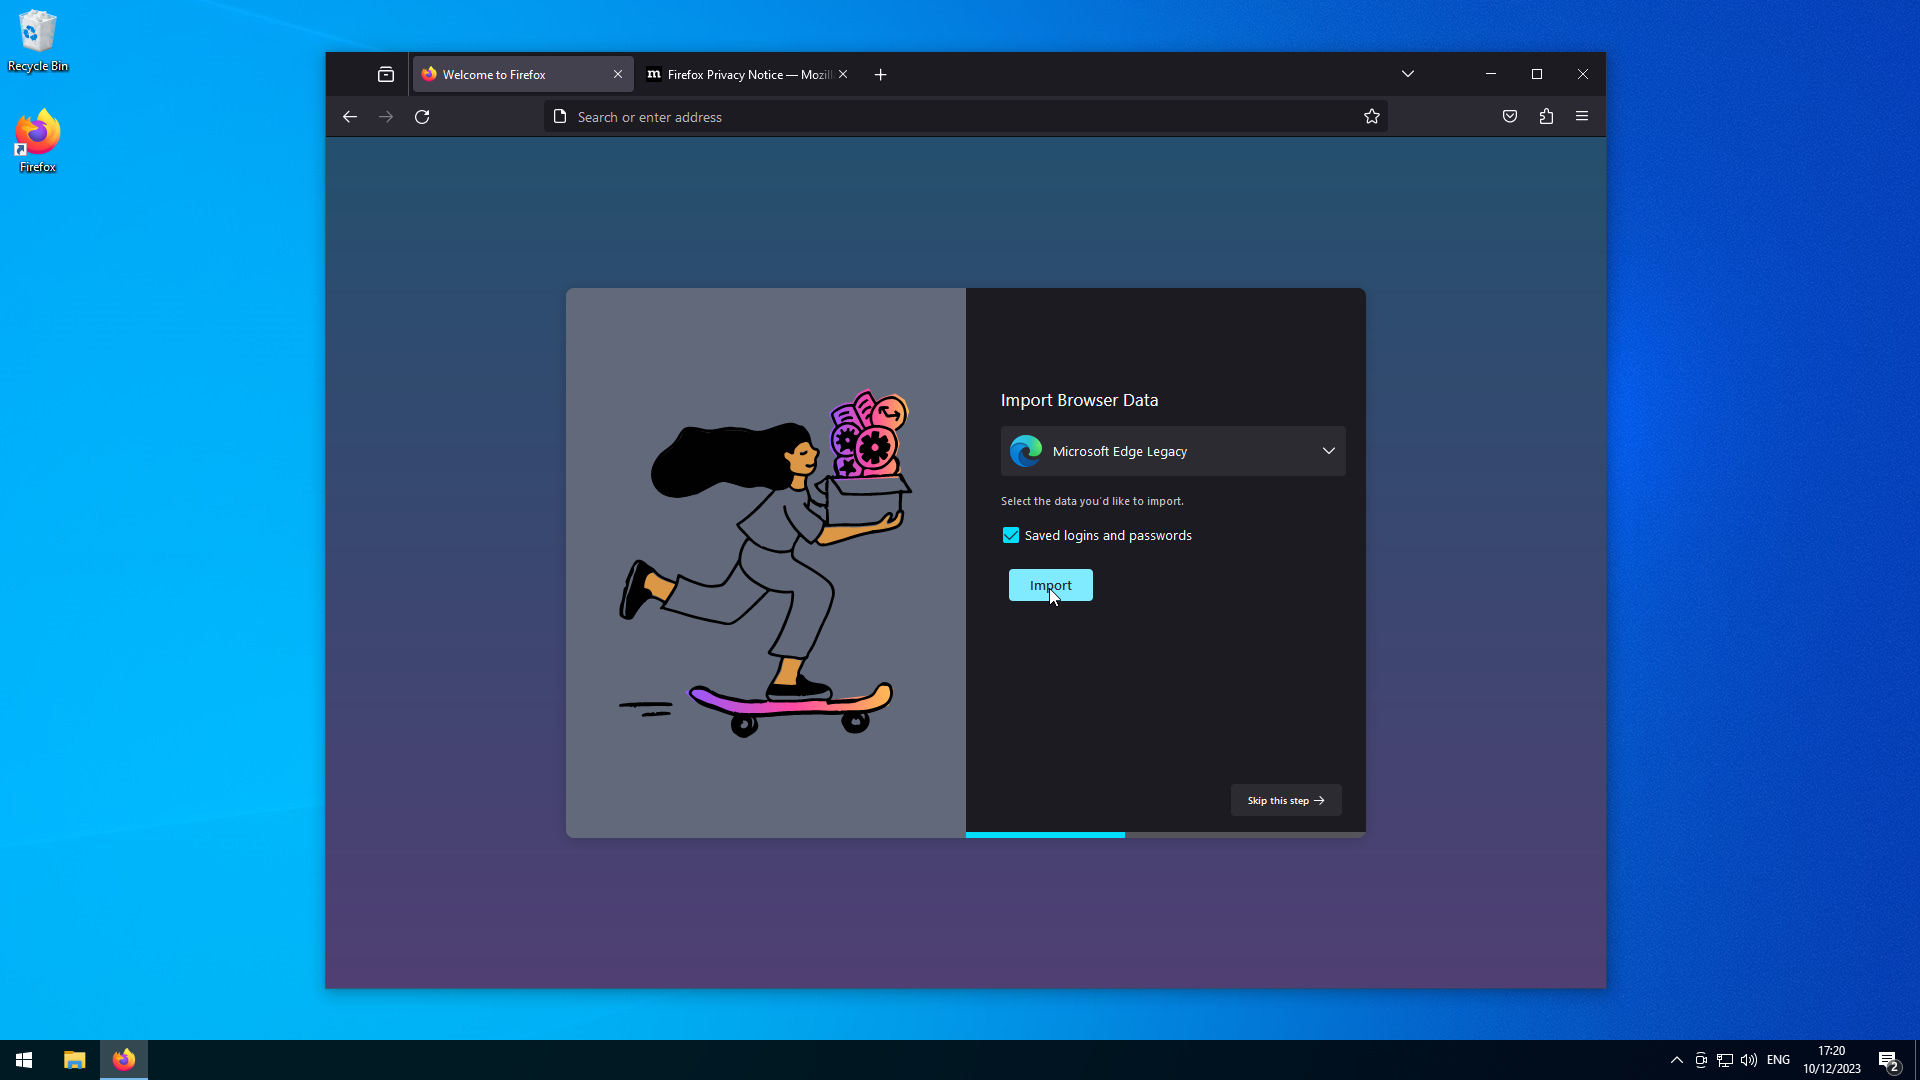 Recycle Bin
Firefox
Welcome to Firefox
Firefox Privacy Notice — Mozill
Search or enter address
Import Browser Data
Microsoft Edge Legacy
Select the data you'd like to import.
Saved logins and passwords
Import
Skip this step
ENG
17:20
10/12/2023
2